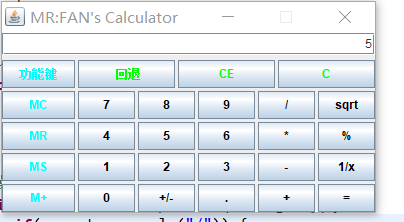 MR:FAN's Calculator
5
功能键 回退 CE C
MC 7 8 9 / sqrt
MR 4 5 6 * %
MS 1 2 3 - 1/x
M+ 0 +/- . + =